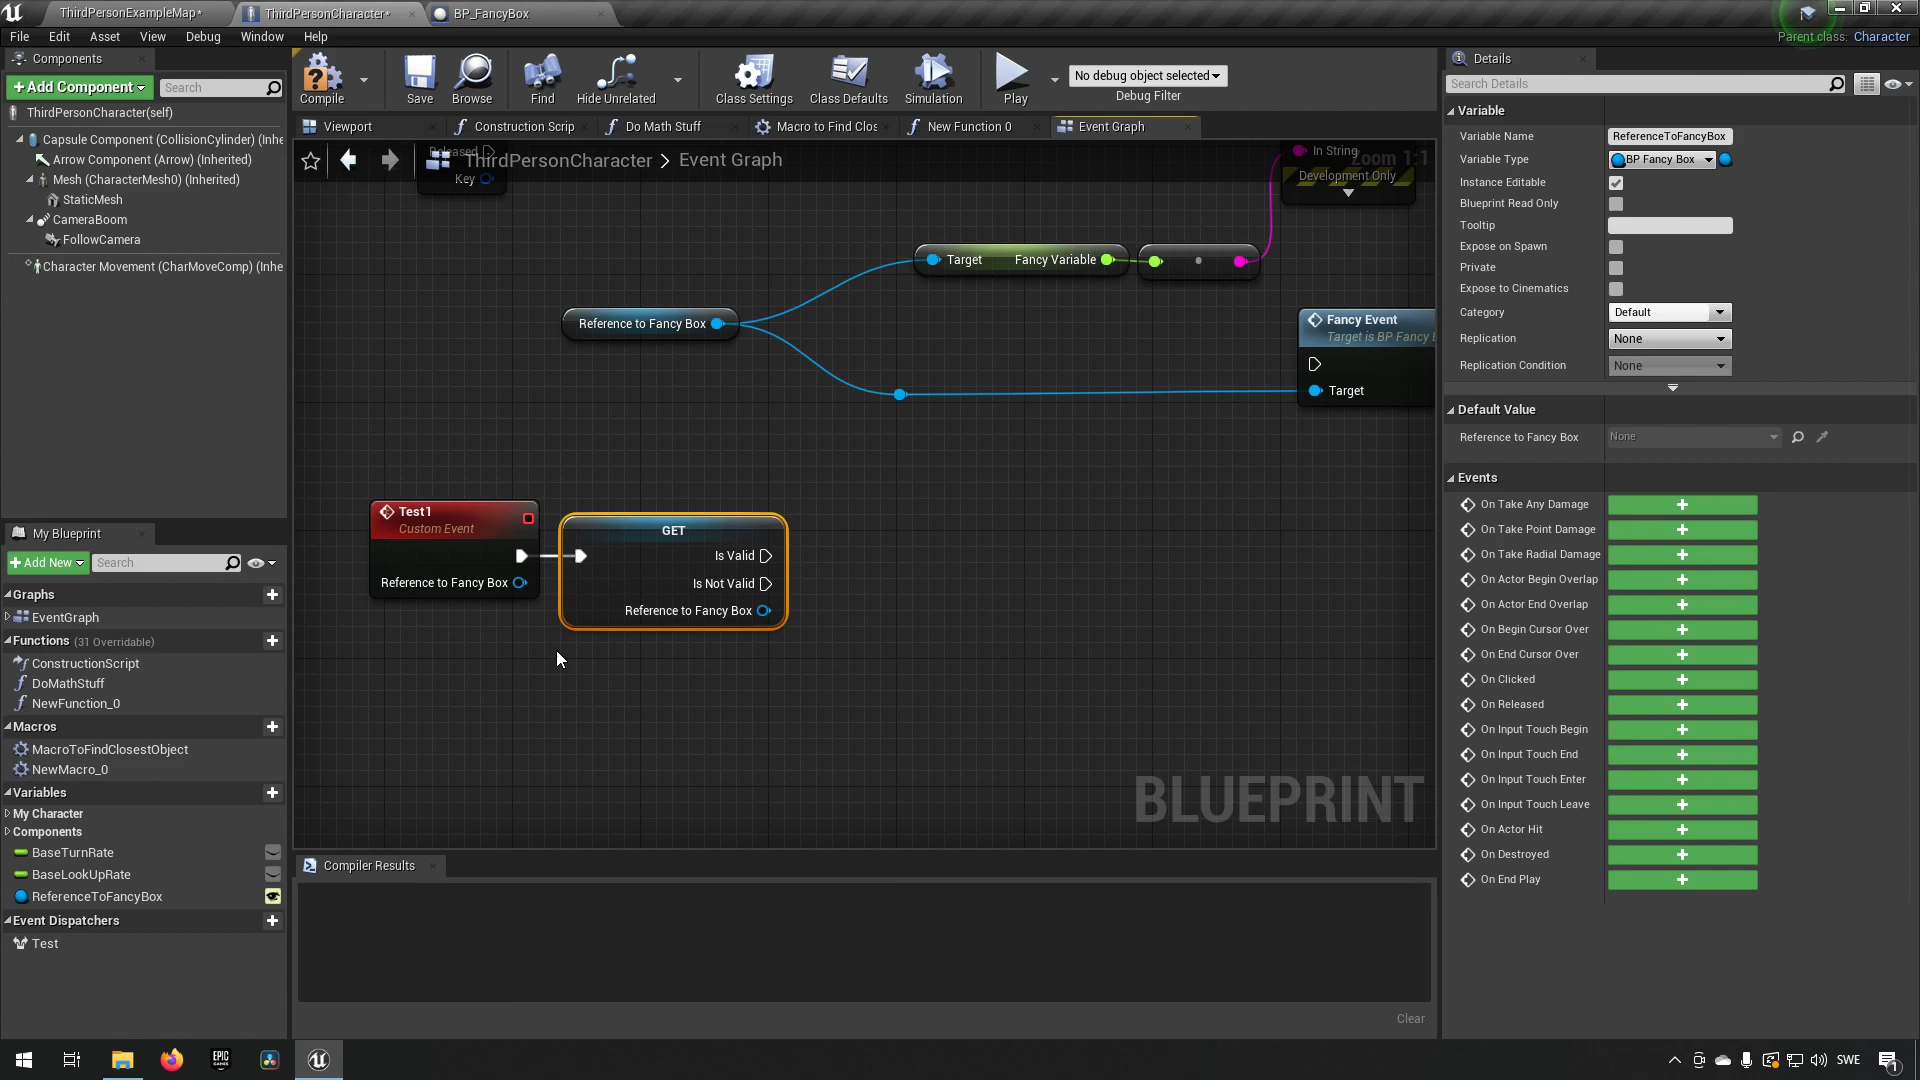 ThirdPersonExampleMap*
ThirdPersonCharacter*
BP_FancyBox
File Edit Asset View Debug Window Help
Parent class: Character
Components
+Add Component
Search
ThirdPersonCharacter(self)
Capsule Component (CollisionCylinder) (Inhe
Arrow Component (Arrow) (Inherited)
Mesh (CharacterMesh0) (Inherited)
StaticMesh
CameraBoom
FollowCamera
Character Movement (CharMoveComp) (Inhe
My Blueprint
+Add New
Search
Graphs
EventGraph
Functions (31 Overridable)
ConstructionScript
DoMathStuff
NewFunction_0
Macros
MacroToFindClosestObject
NewMacro_0
Variables
My Character
Components
BaseTurnRate
BaseLookUpRate
ReferenceToFancyBox
Event Dispatchers
Test
Compile
Save
Browse
Find
Hide Unrelated
Class Settings
Class Defaults
Simulation
Play
No debug object selected
Debug Filter
Viewport
Construction Scrip
Do Math Stuff
Macro to Find Clos
New Function 0
Event Graph
ThirdPersonCharacter > Event Graph
Zoom 1:1
Released
Key
In String
Development Only
Target Fancy Variable
Reference to Fancy Box
Fancy Event
Target is BP Fancy
Target
Test1
Custom Event
Reference to Fancy Box
GET
Is Valid
Is Not Valid
Reference to Fancy Box
BLUEPRINT
Compiler Results
Clear
Details
Search Details
Variable
Variable Name ReferenceToFancyBox
Variable Type BP Fancy Box
Instance Editable
Blueprint Read Only
Tooltip
Expose on Spawn
Private
Expose to Cinematics
Category Default
Replication None
Replication Condition None
Default Value
Reference to Fancy Box None
Events
On Take Any Damage
On Take Point Damage
On Take Radial Damage
On Actor Begin Overlap
On Actor End Overlap
On Begin Cursor Over
On End Cursor Over
On Clicked
On Released
On Input Touch Begin
On Input Touch End
On Input Touch Enter
On Input Touch Leave
On Actor Hit
On Destroyed
On End Play
EPIC
GAMES
SWE
1